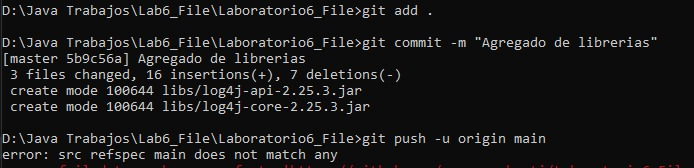 D:\Java Trabajos\Lab6_File\Laboratorio6_File>git add .
D:\Java Trabajos\Lab6_File\Laboratorio6_File>git commit -m "Agregado de librerias"
[master 5b9c56a] Agregado de librerias
 3 files changed, 16 insertions(+), 7 deletions(-)
 create mode 100644 libs/log4j-api-2.25.3.jar
 create mode 100644 libs/log4j-core-2.25.3.jar
D:\Java Trabajos\Lab6_File\Laboratorio6_File>git push -u origin main
error: src refspec main does not match any